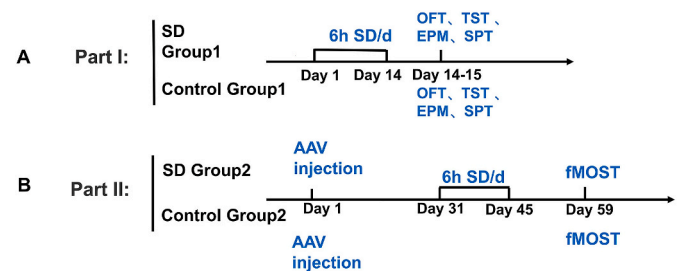 A
Part I:
SD
Group1
Control Group1
6h SD/d
OFT、TST、
EPM、SPT
Day 1
Day 14
Day 14-15
OFT、TST、
EPM、SPT
B
Part II:
SD Group2
Control Group2
AAV
injection
6h SD/d
fMOST
Day 1
Day 31
Day 45
Day 59
AAV
injection
fMOST